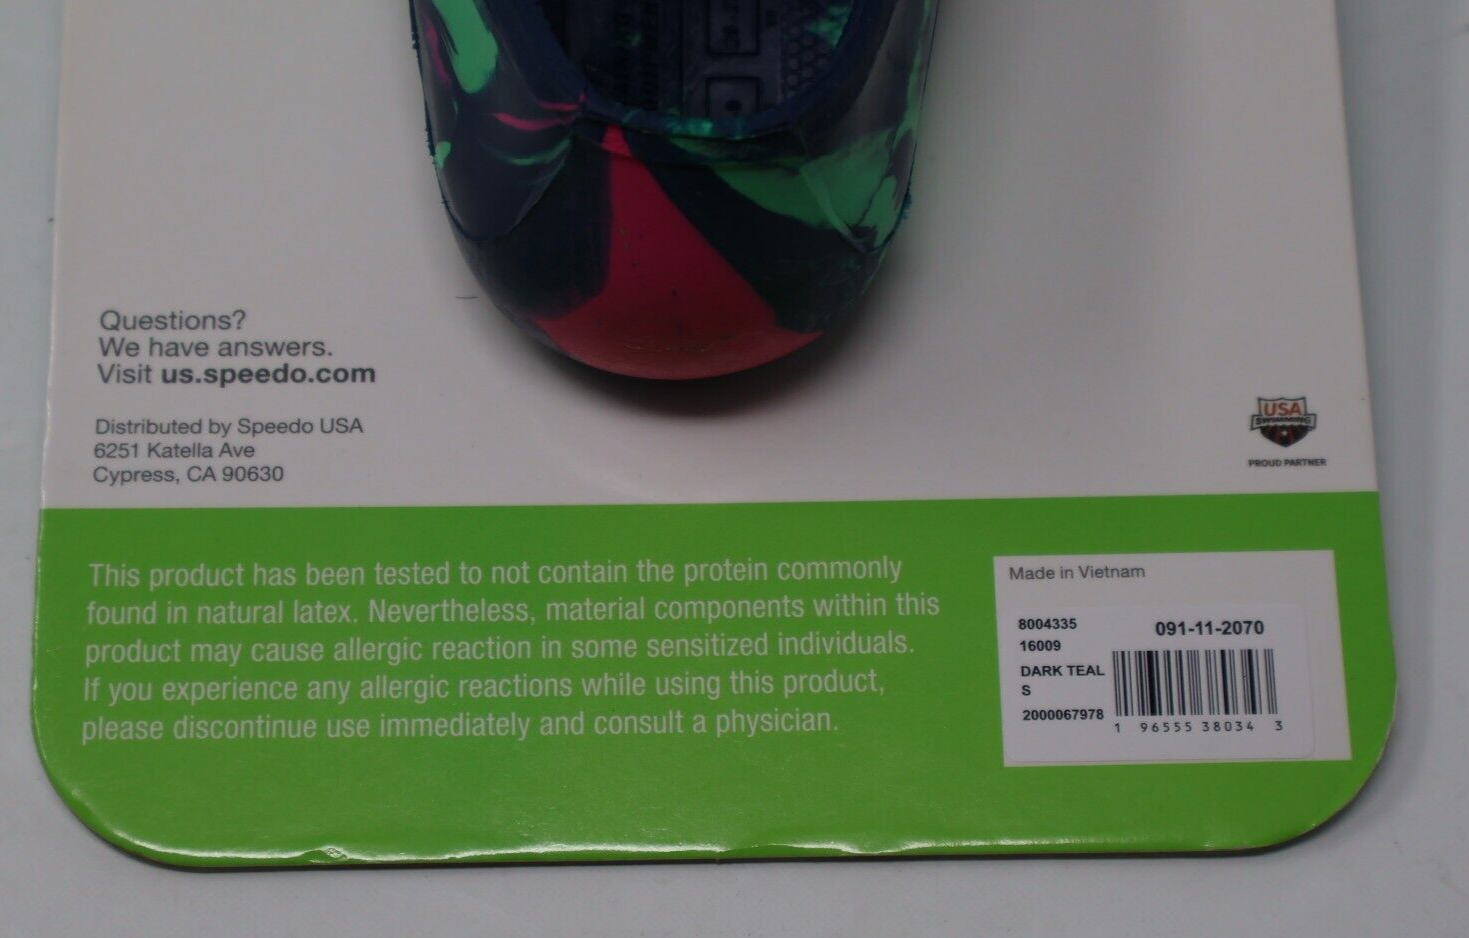 Questions?
We have answers.
Visit us.speedo.com
Distributed by Speedo USA
6251 Katella Ave
Cypress, CA 90630
USA
SWIMMING
PROUD PARTNER
This product has been tested to not contain the protein commonly
found in natural latex. Nevertheless, material components within this
product may cause allergic reaction in some sensitized individuals.
If you experience any allergic reactions while using this product,
please discontinue use immediately and consult a physician.
Made in Vietnam
8004335
091-11-2070
16009
DARK TEAL
S
2000067978
1 96555 38034 3